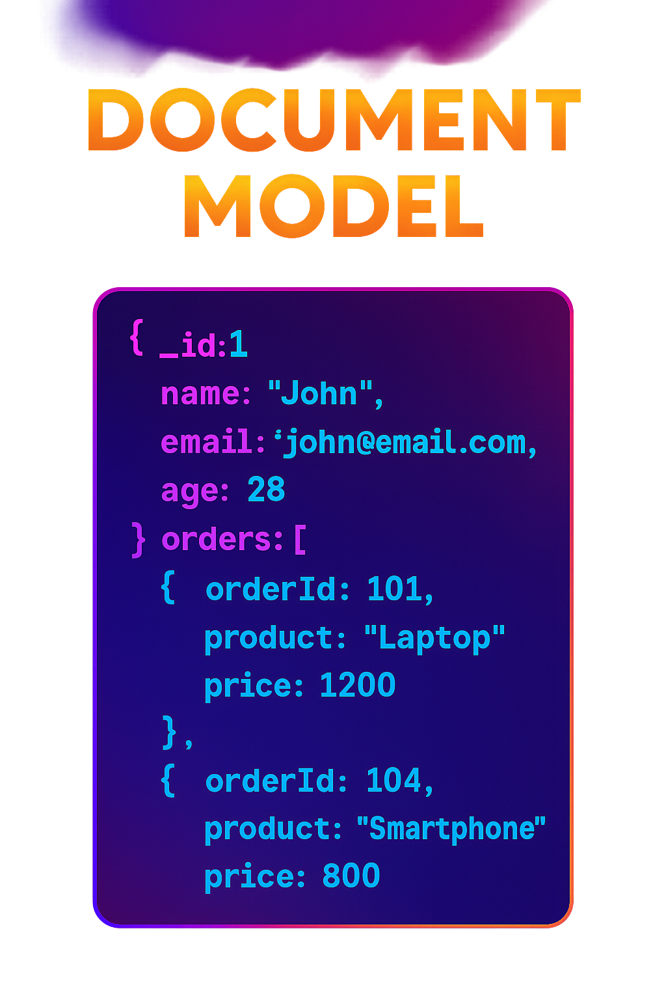 DOCUMENT
MODEL
{ _id:1
name: "John",
email: "john@email.com,
age: 28
} orders: [
{ orderId: 101,
product: "Laptop"
price: 1200
},
{ orderId: 104,
product: "Smartphone"
price: 800